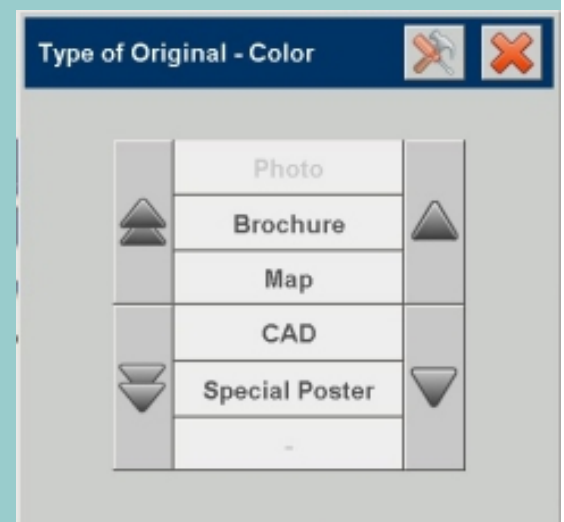 Type of Original - Color
Photo
Brochure
Map
CAD
Special Poster
-